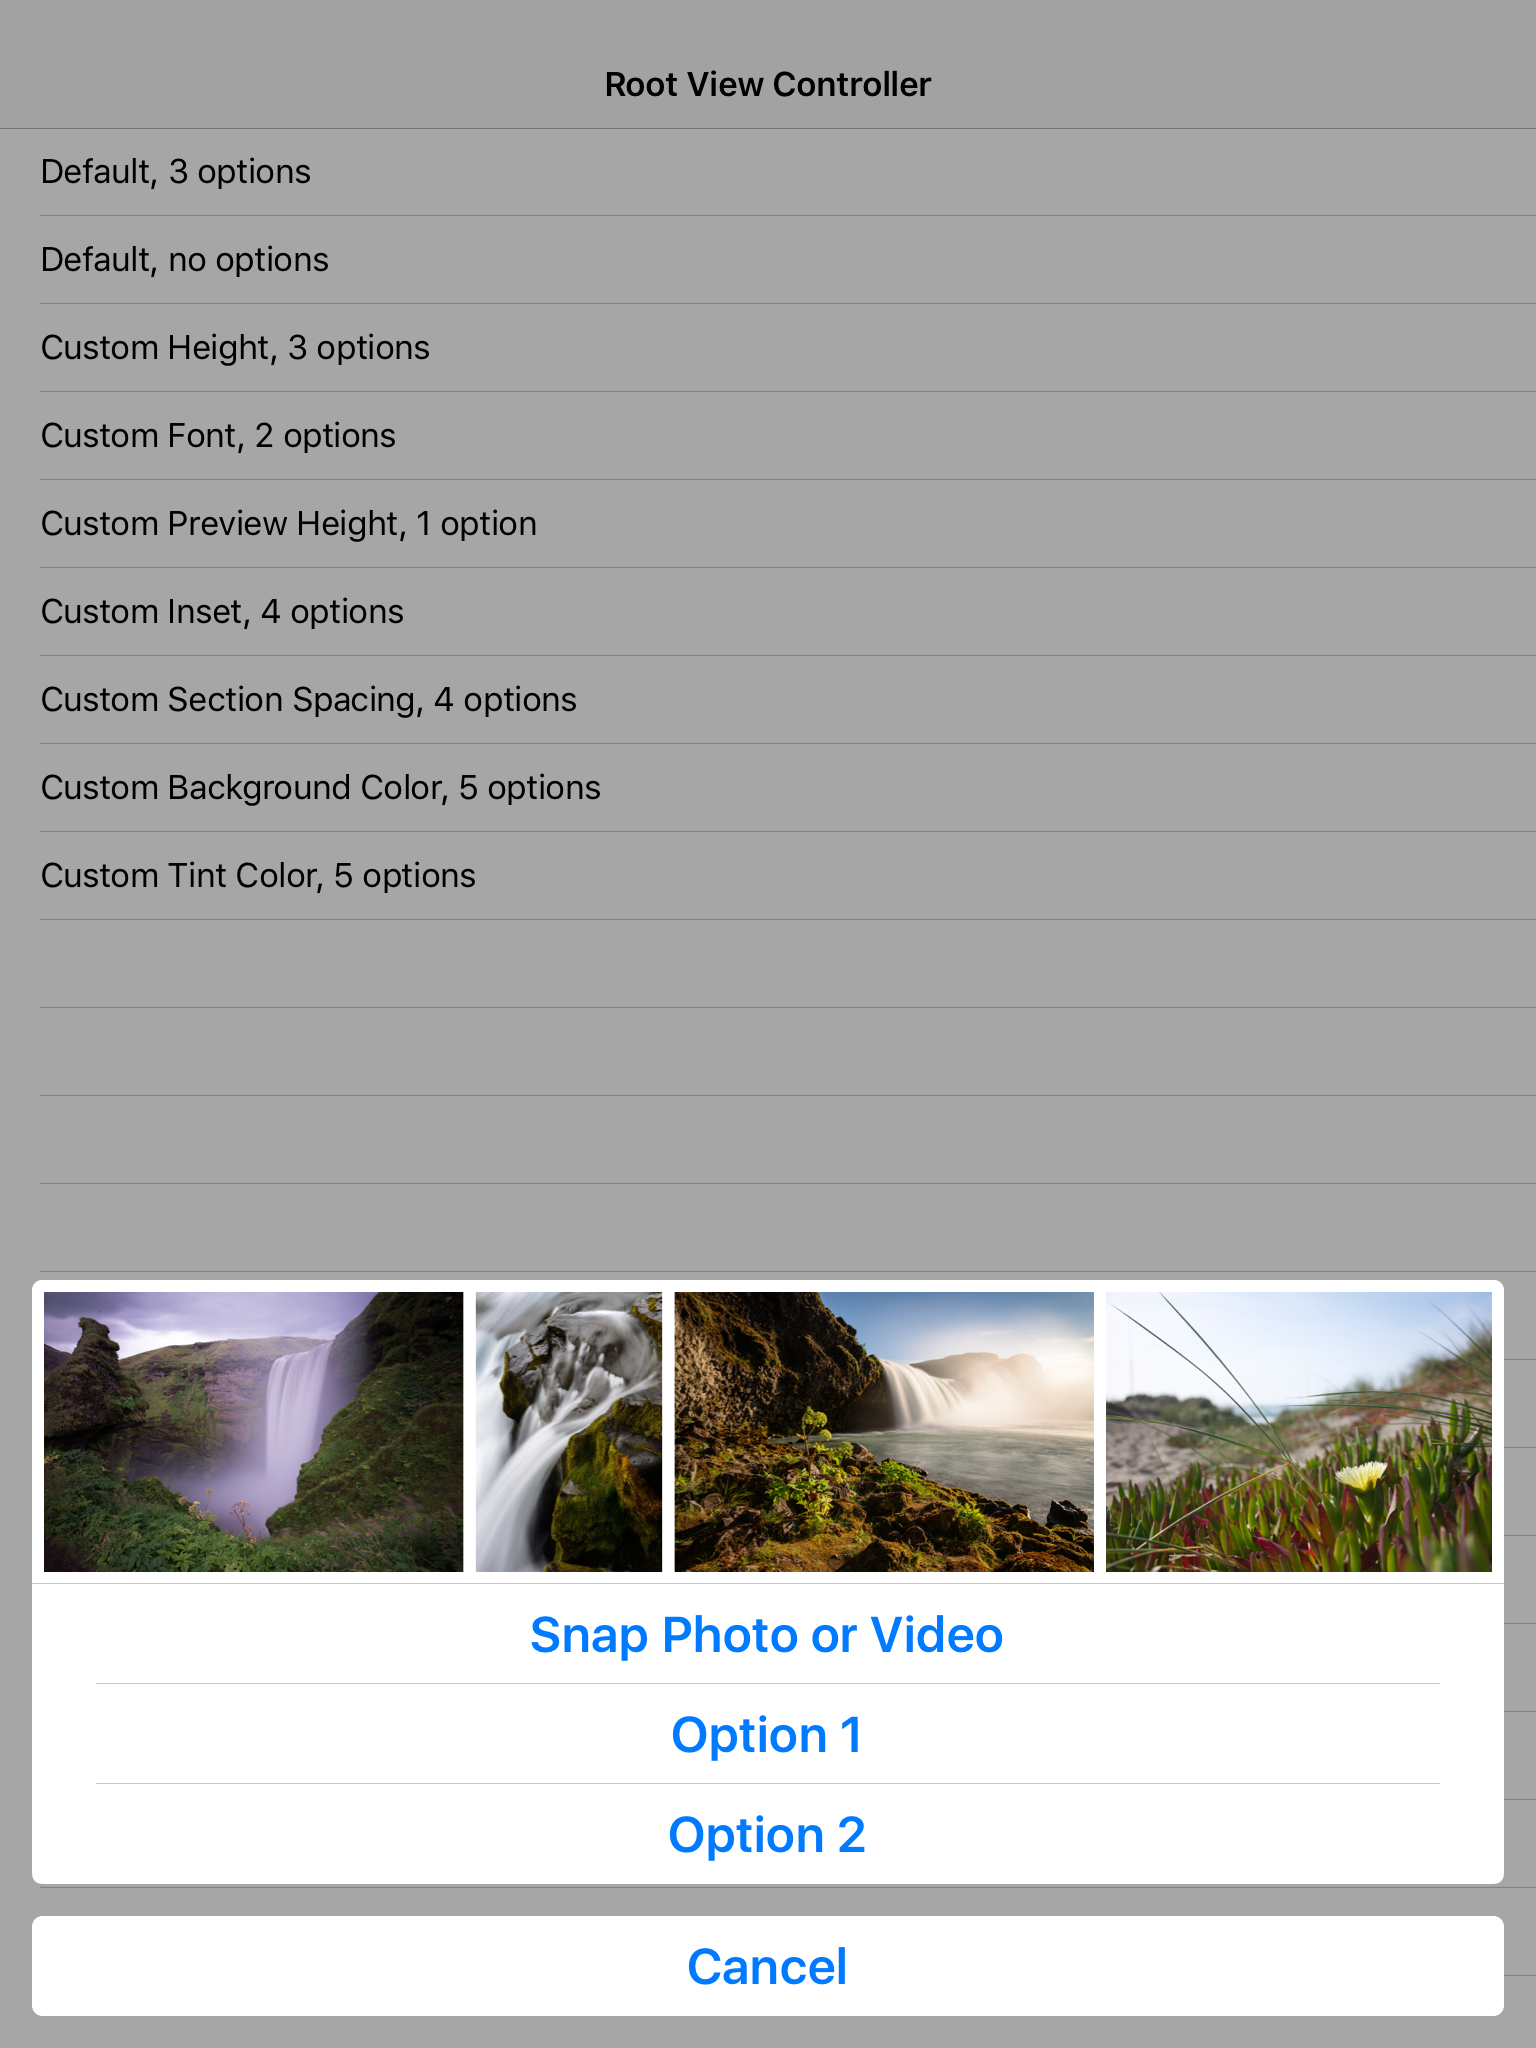 Root View Controller
Default, 3 options
Default, no options
Custom Height, 3 options
Custom Font, 2 options
Custom Preview Height, 1 option
Custom Inset, 4 options
Custom Section Spacing, 4 options
Custom Background Color, 5 options
Custom Tint Color, 5 options
Snap Photo or Video
Option 1
Option 2
Cancel